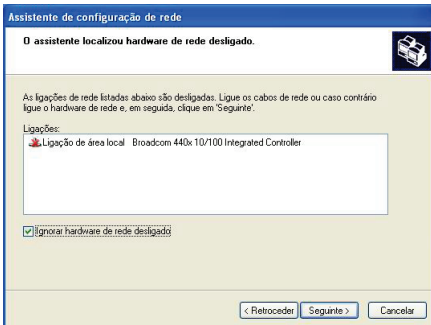 Assistente de configuração de rede
O assistente localizou hardware de rede desligado.
As ligações de rede listadas abaixo são desligadas. Ligue os cabos de rede ou caso contrário
ligue o hardware de rede e, em seguida, clique em 'Seguinte'.
Ligações:
Ligação de área local Broadcom 440x 10/100 Integrated Controller
Ignorar hardware de rede desligado
< Retroceder Seguinte > Cancelar